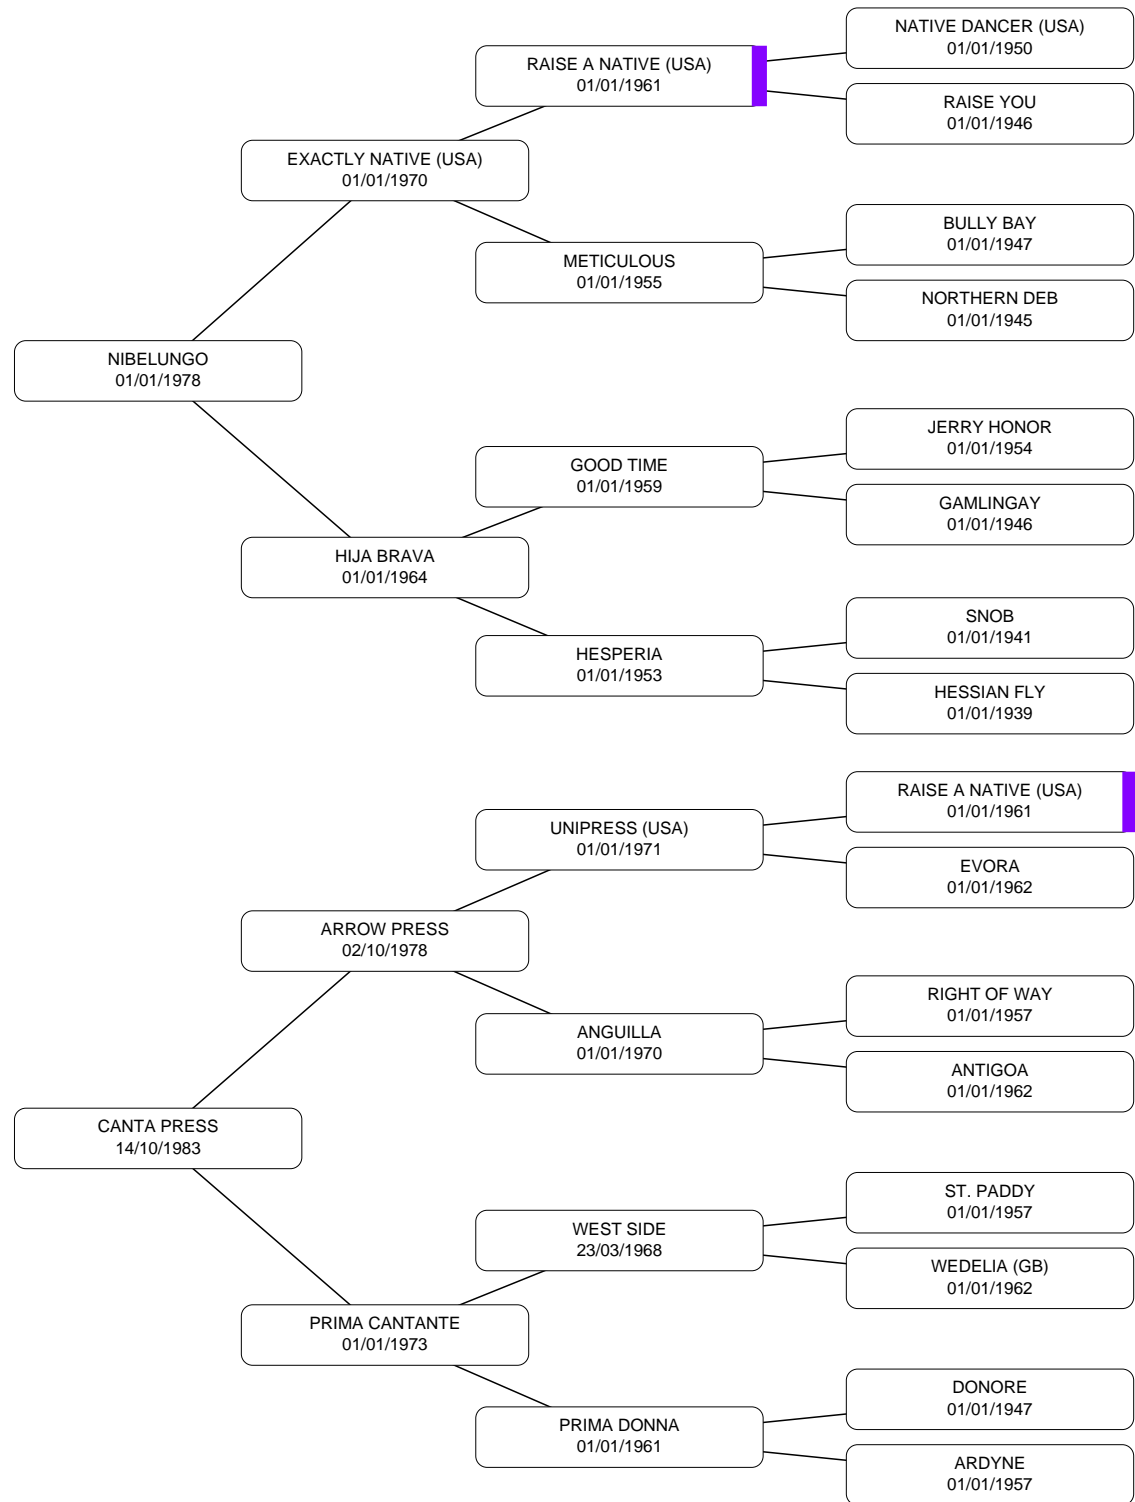 NATIVE DANCER (USA)
01/01/1950
RAISE A NATIVE (USA)
01/01/1961
RAISE YOU
01/01/1946
EXACTLY NATIVE (USA)
01/01/1970
BULLY BAY
01/01/1947
METICULOUS
01/01/1955
NORTHERN DEB
01/01/1945
NIBELUNGO
01/01/1978
JERRY HONOR
01/01/1954
GOOD TIME
01/01/1959
GAMLINGAY
01/01/1946
HIJA BRAVA
01/01/1964
SNOB
01/01/1941
HESPERIA
01/01/1953
HESSIAN FLY
01/01/1939
RAISE A NATIVE (USA)
01/01/1961
UNIPRESS (USA)
01/01/1971
EVORA
01/01/1962
ARROW PRESS
02/10/1978
RIGHT OF WAY
01/01/1957
ANGUILLA
01/01/1970
ANTIGOA
01/01/1962
CANTA PRESS
14/10/1983
ST. PADDY
01/01/1957
WEST SIDE
23/03/1968
WEDELIA (GB)
01/01/1962
PRIMA CANTANTE
01/01/1973
DONORE
01/01/1947
PRIMA DONNA
01/01/1961
ARDYNE
01/01/1957